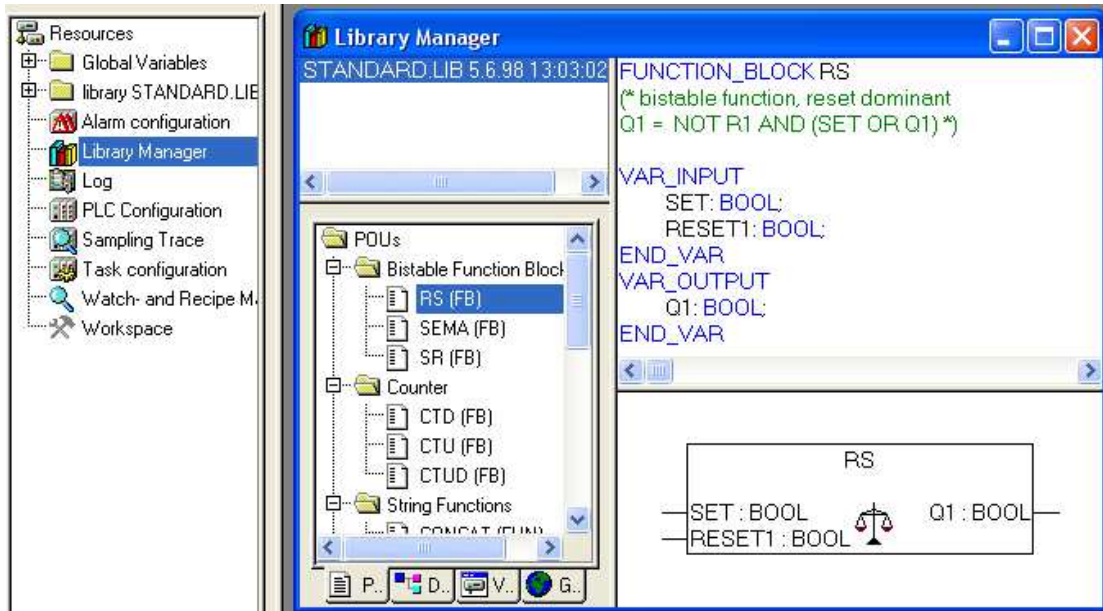 Resources
Global Variables
library STANDARD.LIE
Alarm configuration
Library Manager
Log
PLC Configuration
Sampling Trace
Task configuration
Watch- and Recipe M
Workspace
Library Manager
STANDARD.LIB 5.6.98 13:03:02
POUs
Bistable Function Block
RS (FB)
SEMA (FB)
SR (FB)
Counter
CTD (FB)
CTU (FB)
CTUD (FB)
String Functions
CONCAT (FUN)
P.. D.. V.. G..
FUNCTION_BLOCK RS
(* bistable function, reset dominant
Q1 = NOT R1 AND (SET OR Q1) *)
VAR_INPUT
SET: BOOL;
RESET1: BOOL;
END_VAR
VAR_OUTPUT
Q1: BOOL;
END_VAR
RS
SET : BOOL Q1 : BOOL
RESET1 : BOOL